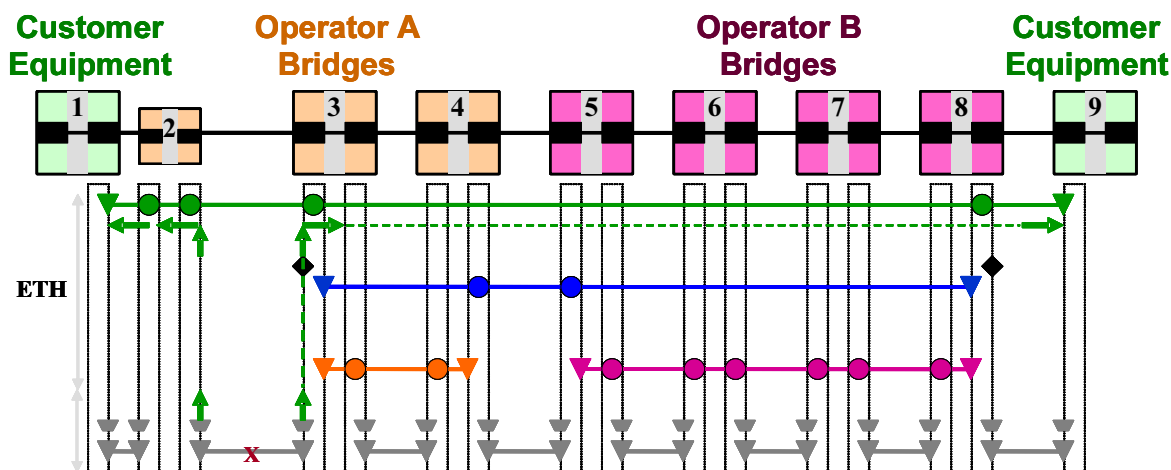 Customer
Equipment
Operator A
Bridges
Operator B
Bridges
Customer
Equipment
1
2
3
4
5
6
7
8
9
ETH
X